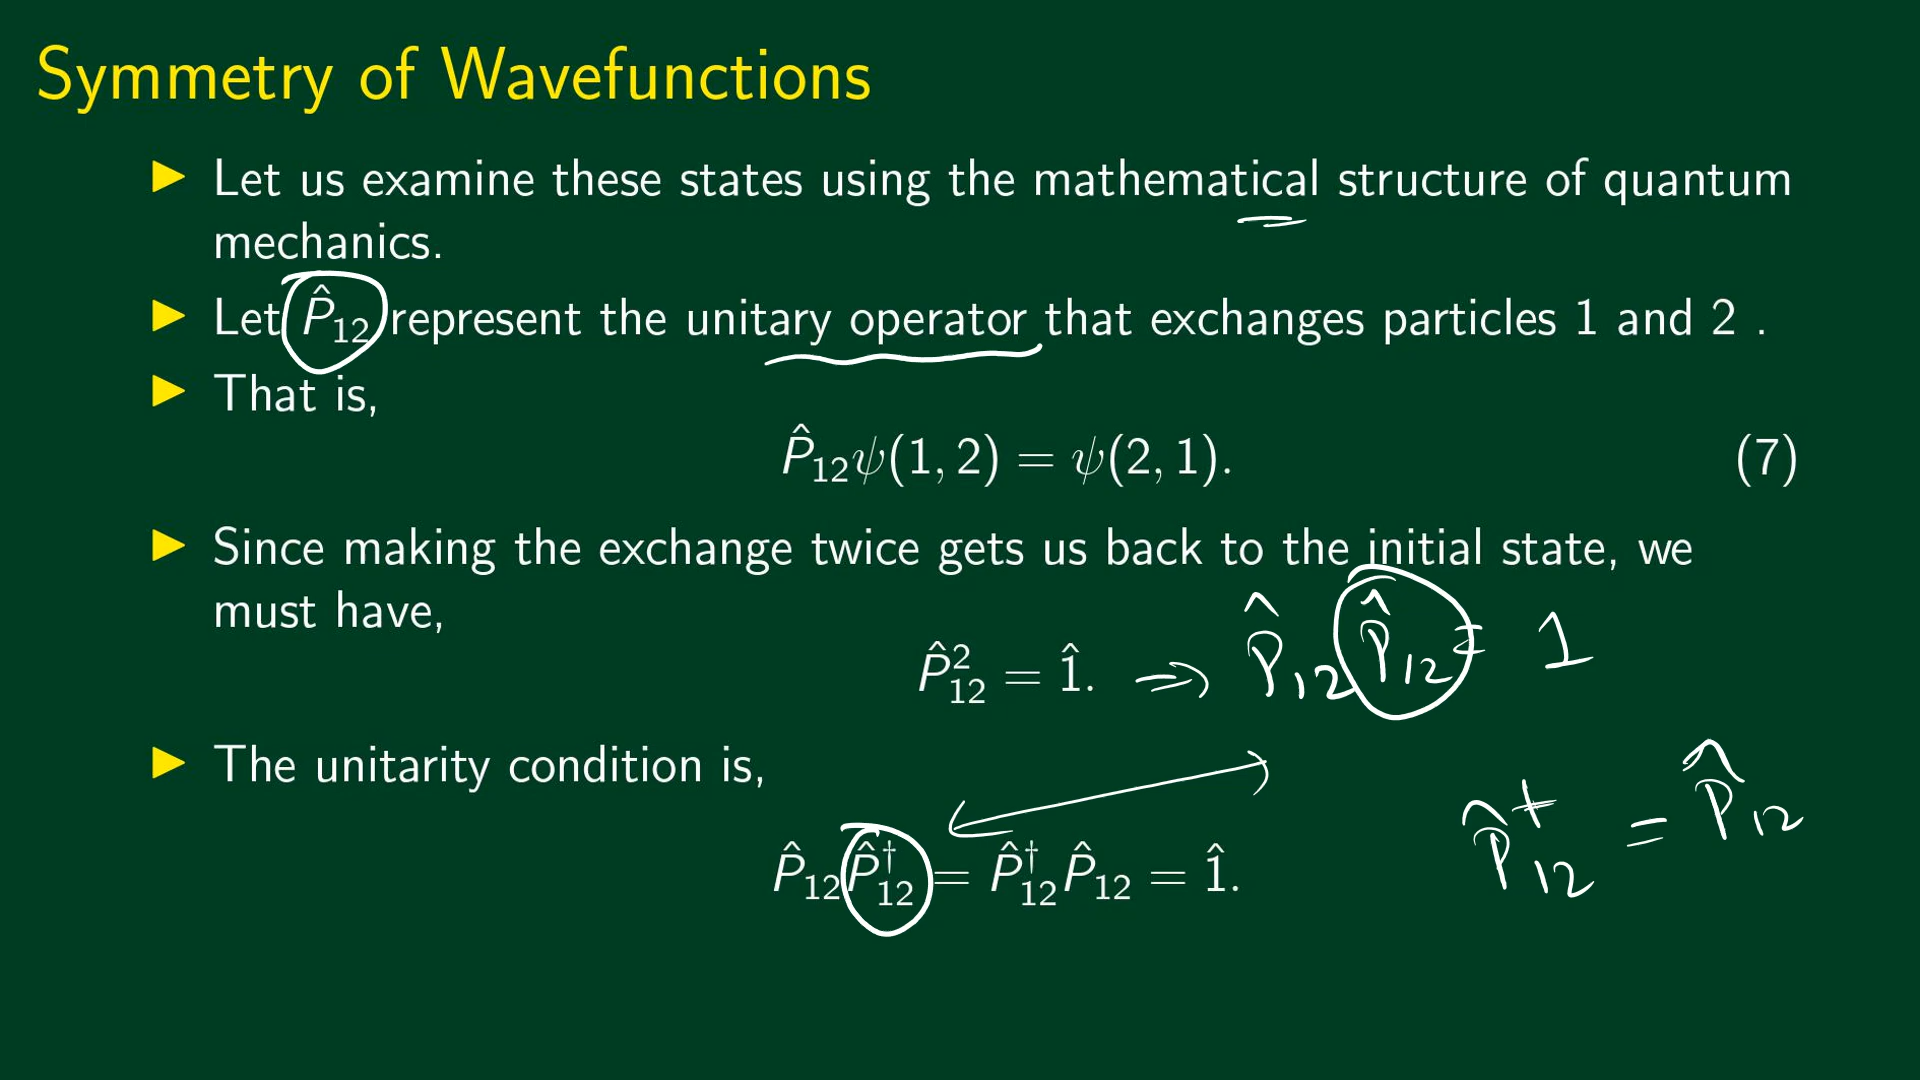 Symmetry of Wavefunctions
▶ Let us examine these states using the mathematical structure of quantum
mechanics.
▶ Let P̂₁₂ represent the unitary operator that exchanges particles 1 and 2 .
▶ That is,
P̂₁₂ψ(1, 2) = ψ(2, 1). (7)
▶ Since making the exchange twice gets us back to the initial state, we
must have,
P̂²₁₂ = 1̂. ⇒ P̂₁₂ P̂₁₂ = 1
▶ The unitarity condition is,
P̂†₁₂ = P̂₁₂
P̂₁₂P̂†₁₂ = P̂†₁₂P̂₁₂ = 1̂.